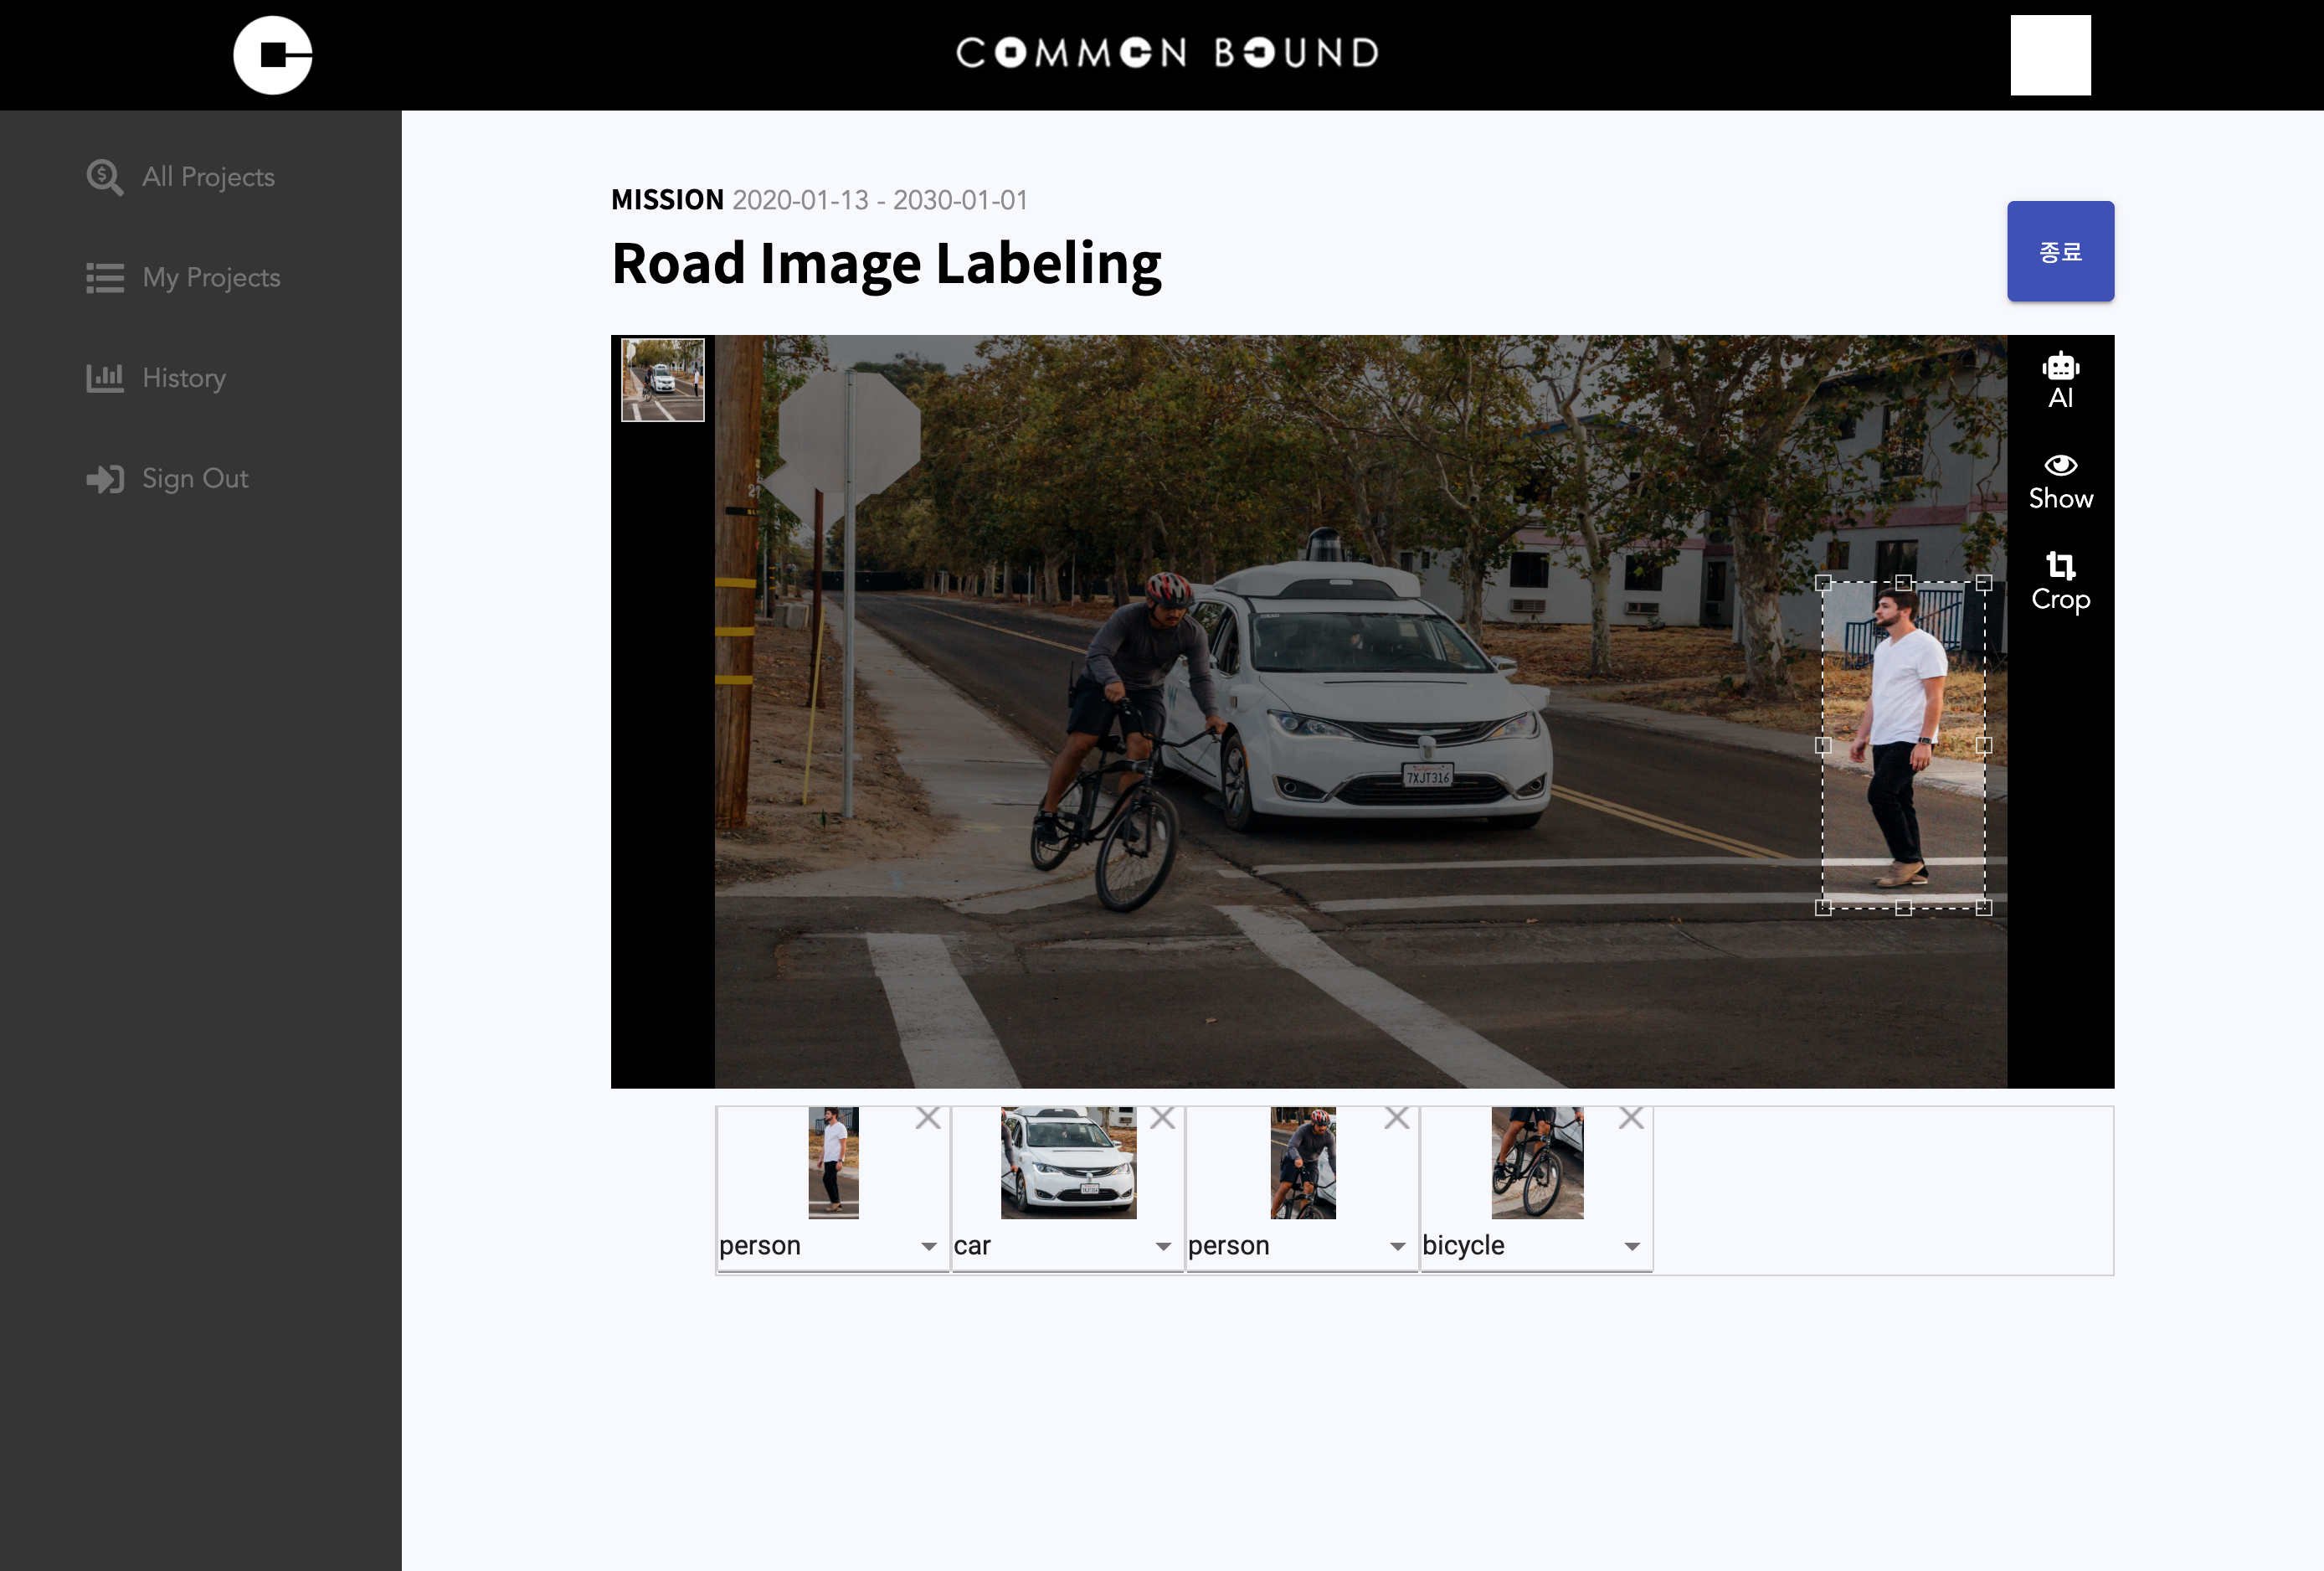 COMMON BOUND
All Projects
My Projects
History
Sign Out
MISSION 2020-01-13 - 2030-01-01
Road Image Labeling
종료
AI
Show
Crop
7XJT316
person
car
person
bicycle